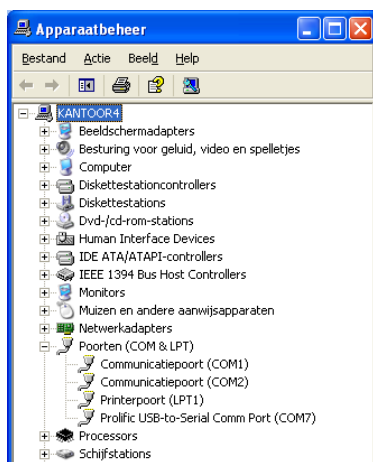 Apparaatbeheer
Bestand Actie Beeld Help
KANTOOR4
Beeldschermadapters
Besturing voor geluid, video en spelletjes
Computer
Diskettestationcontrollers
Diskettestations
Dvd-/cd-rom-stations
Human Interface Devices
IDE ATA/ATAPI-controllers
IEEE 1394 Bus Host Controllers
Monitors
Muizen en andere aanwijsapparaten
Netwerkadapters
Poorten (COM & LPT)
Communicatiepoort (COM1)
Communicatiepoort (COM2)
Printerpoort (LPT1)
Prolific USB-to-Serial Comm Port (COM7)
Processors
Schijfstations